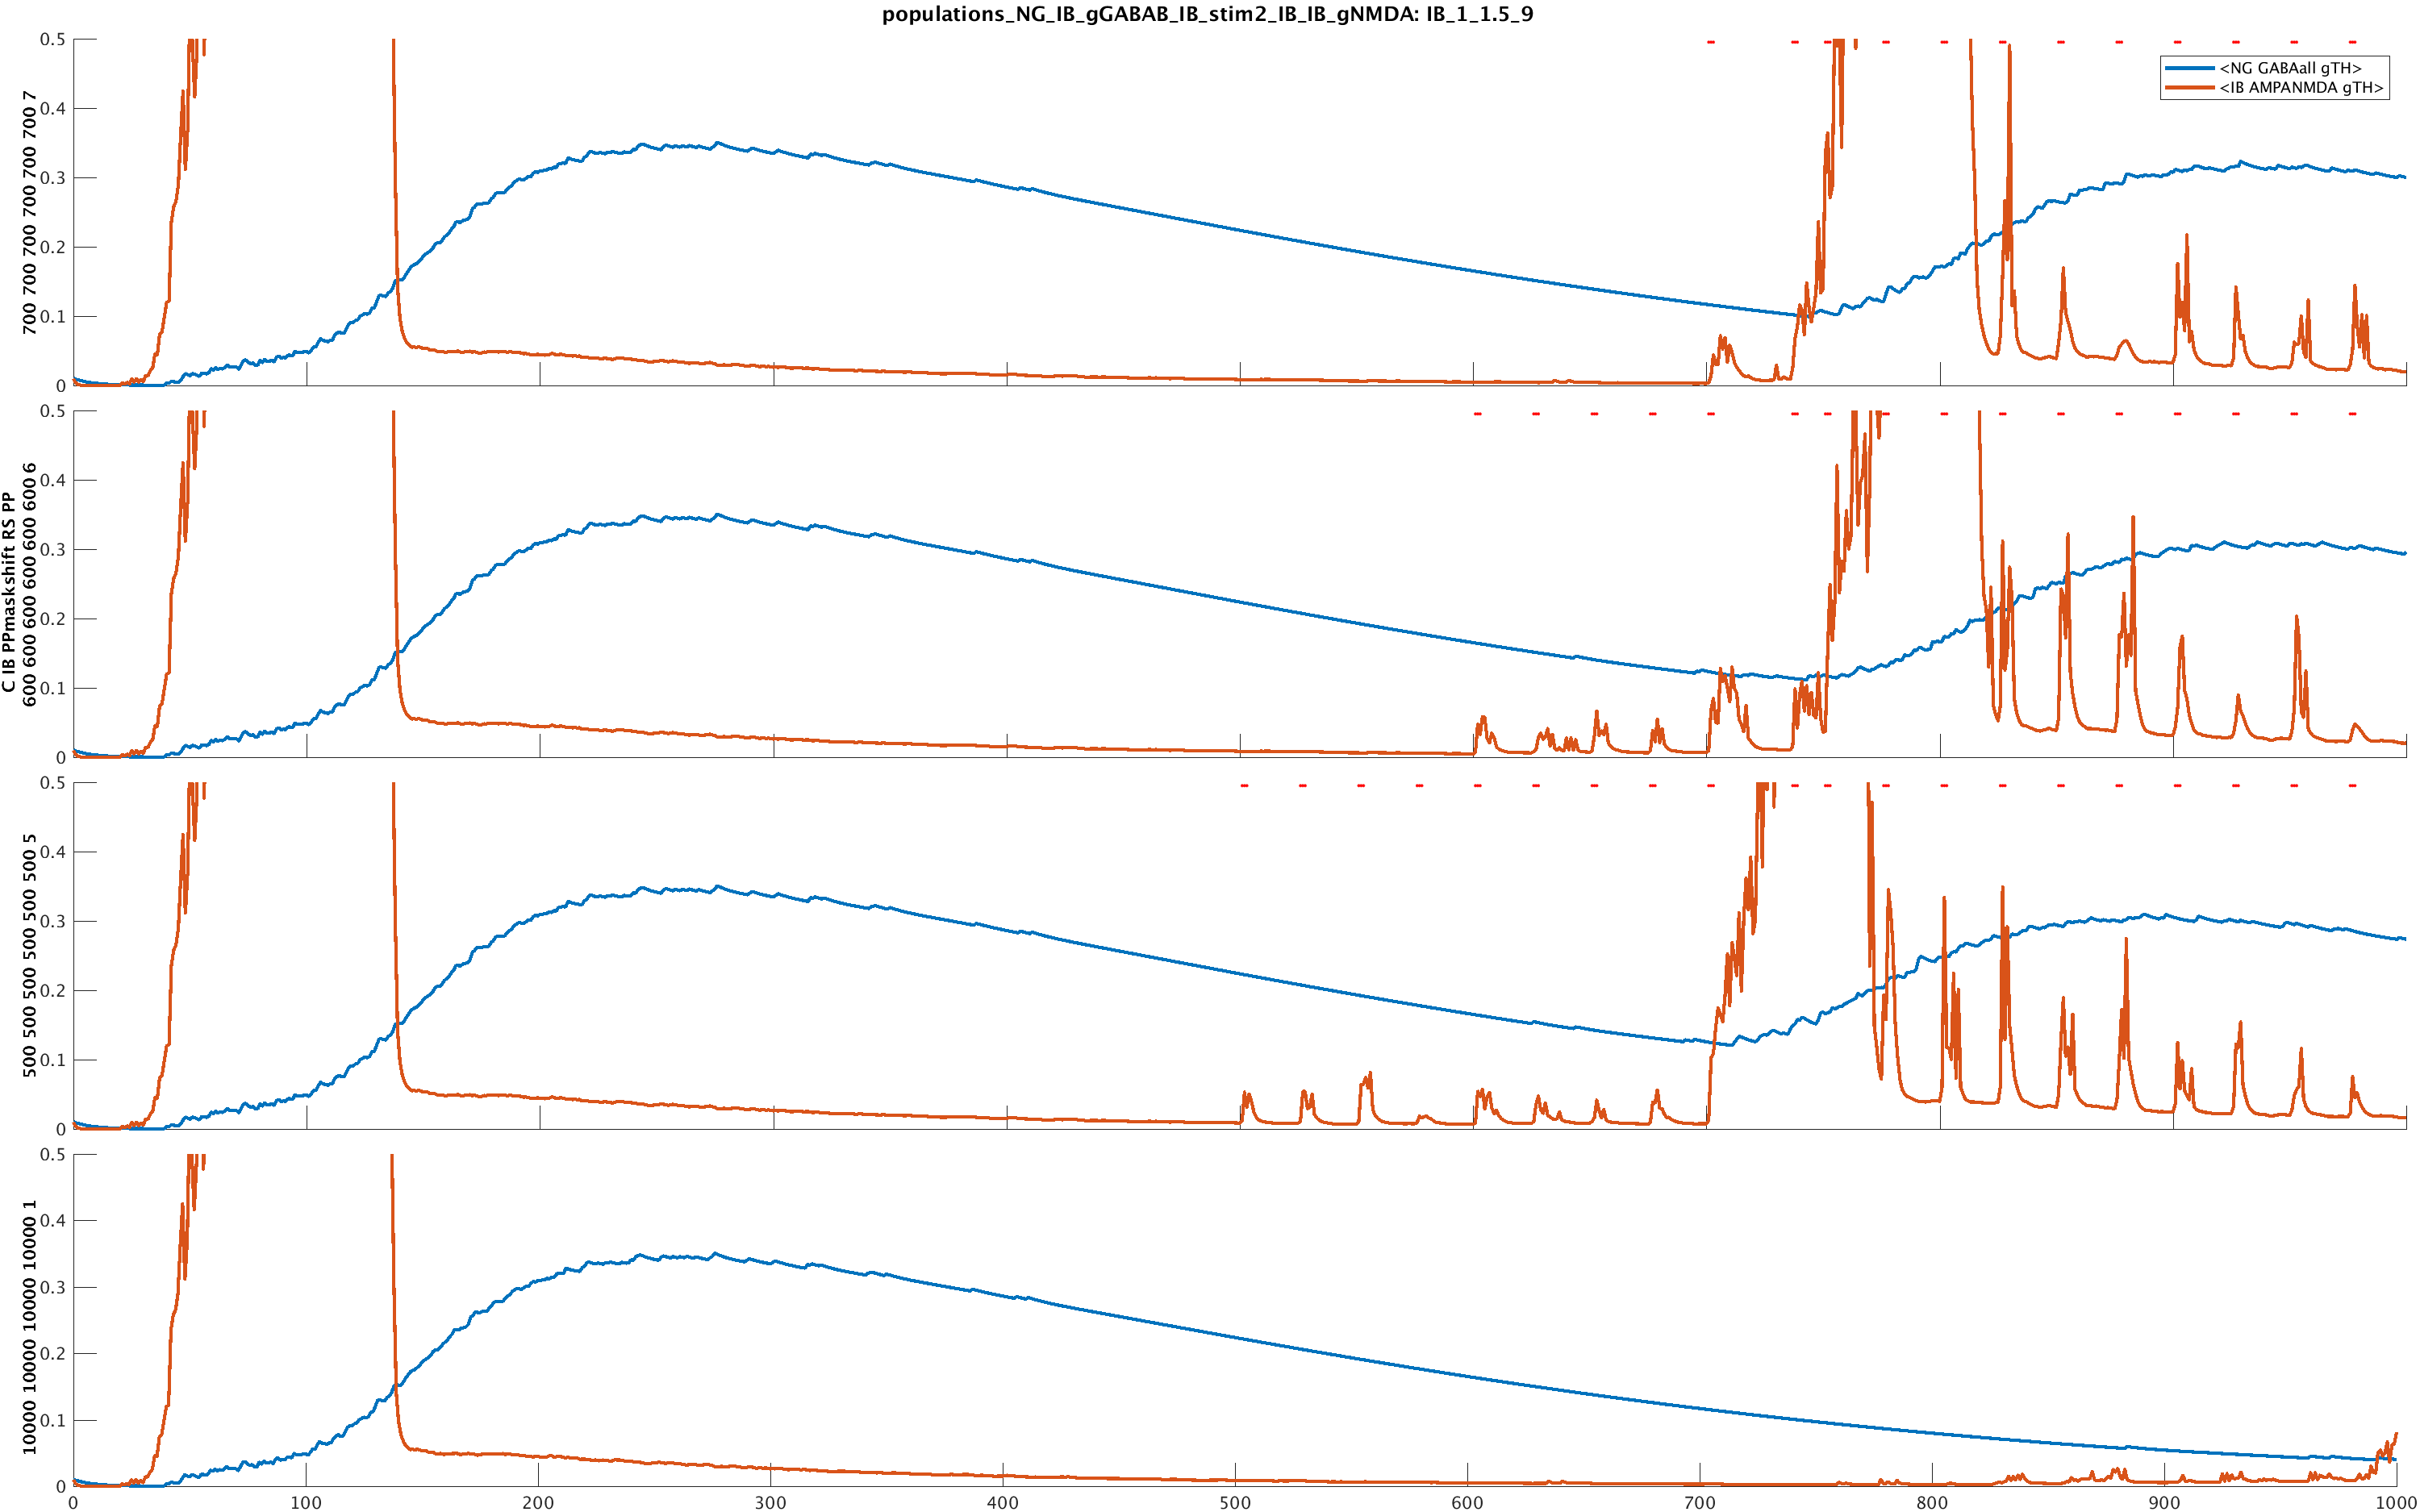 populations_NG_IB_gGABAB_IB_stim2_IB_IB_gNMDA: IB_1_1.5_9
<NG GABAall gTH>
<IB AMPANMDA gTH>
0.5
0.4
0.3
0.2
0.1
0
700 700 700 700 700 7
0.5
0.4
0.3
0.2
0.1
0
C IB PPmaskshift RS PP
600 600 600 600 600 6
0.5
0.4
0.3
0.2
0.1
0
500 500 500 500 500 5
0.5
0.4
0.3
0.2
0.1
0
10000 10000 10000 10000 1
0 100 200 300 400 500 600 700 800 900 1000